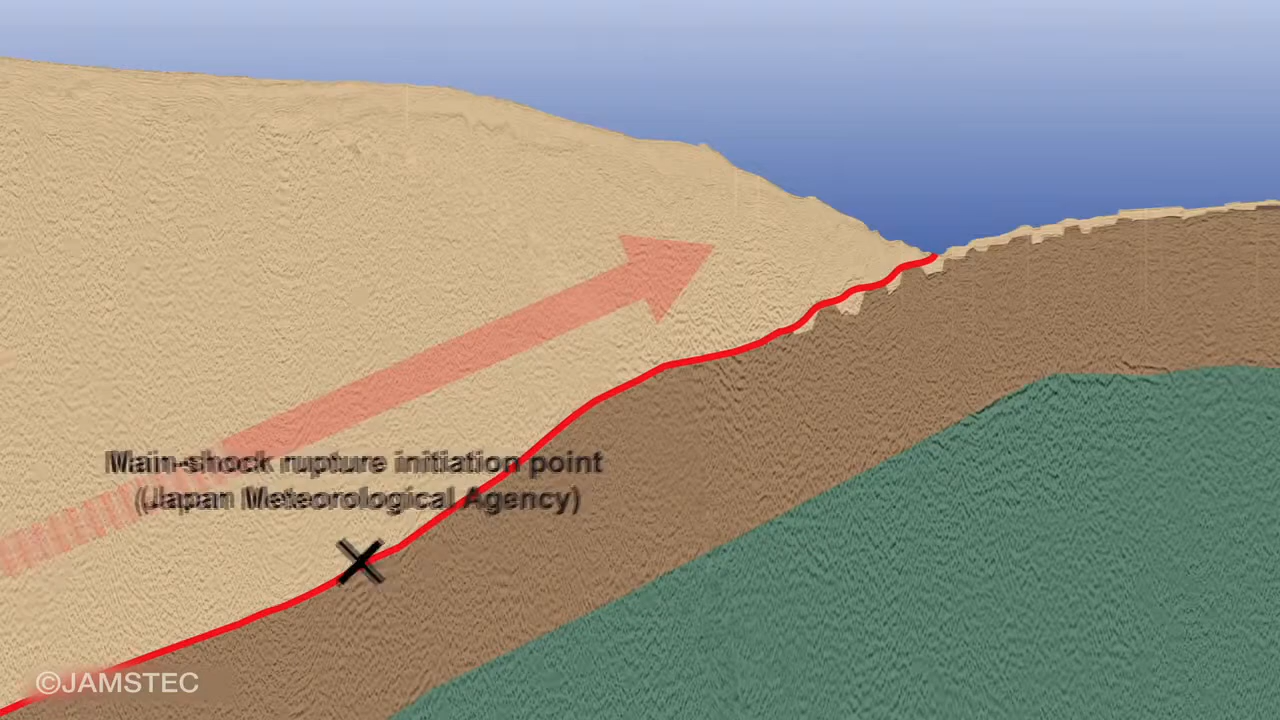 Main-shock rupture initiation point
(Japan Meteorological Agency)
©JAMSTEC